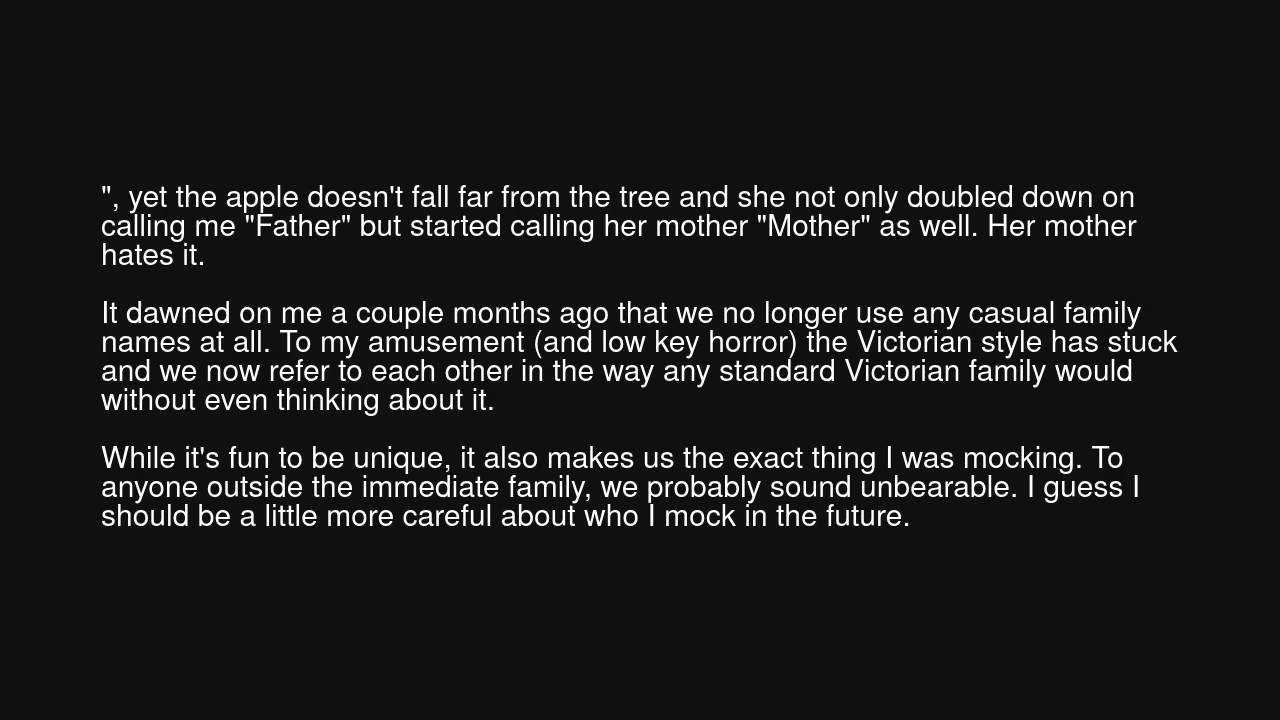 ", yet the apple doesn't fall far from the tree and she not only doubled down on
calling me "Father" but started calling her mother "Mother" as well. Her mother
hates it.
It dawned on me a couple months ago that we no longer use any casual family
names at all. To my amusement (and low key horror) the Victorian style has stuck
and we now refer to each other in the way any standard Victorian family would
without even thinking about it.
While it's fun to be unique, it also makes us the exact thing I was mocking. To
anyone outside the immediate family, we probably sound unbearable. I guess I
should be a little more careful about who I mock in the future.